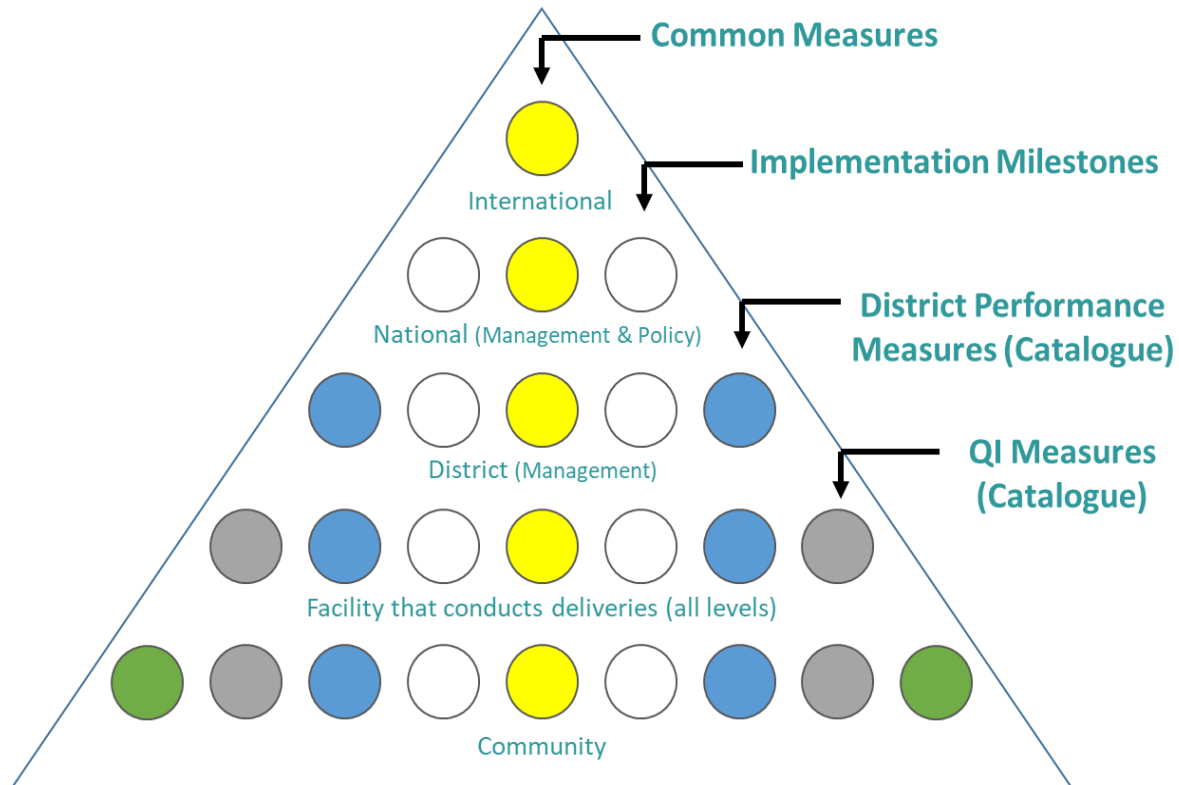 Common Measures
Implementation Milestones
International
District Performance
Measures (Catalogue)
National (Management & Policy)
QI Measures
(Catalogue)
District (Management)
Facility that conducts deliveries (all levels)
Community